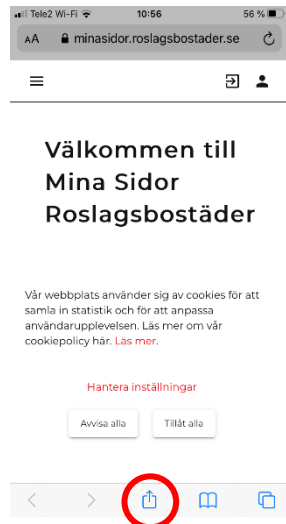 Tele2 Wi-Fi 10:56 56 %
AA minasidor.roslagsbostader.se
Välkommen till
Mina Sidor
Roslagsbostäder
Vår webbplats använder sig av cookies för att
samla in statistik och för att anpassa
användarupplevelsen. Läs mer om vår
cookiepolicy här. Läs mer.
Hantera inställningar
Avvisa alla Tillåt alla